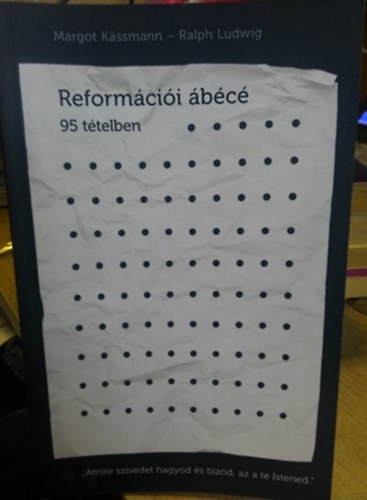 Margot Kässmann – Ralph Ludwig
Reformációi ábécé
95 tételben
„Amire szívedet hagyod és bízod, az a te Istened.”